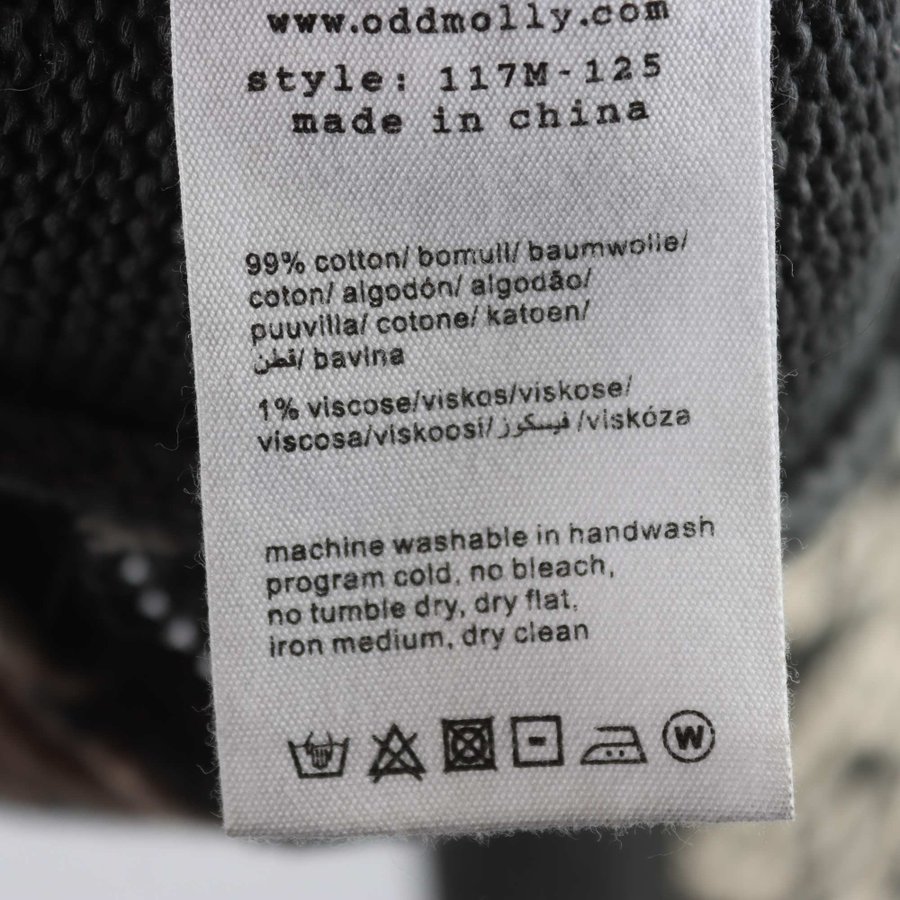 www.oddmolly.com
style: 117M-125
made in china
99% cotton/ bomull/ baumwolle/
coton/ algodón/ algodão/
puuvilla/ cotone/ katoen/
قطن/ bavlna
1% viscose/viskos/viskose/
viscosa/viskoosi/فيسكوز/viskóza
machine washable in handwash
program cold, no bleach,
no tumble dry, dry flat,
iron medium, dry clean
W